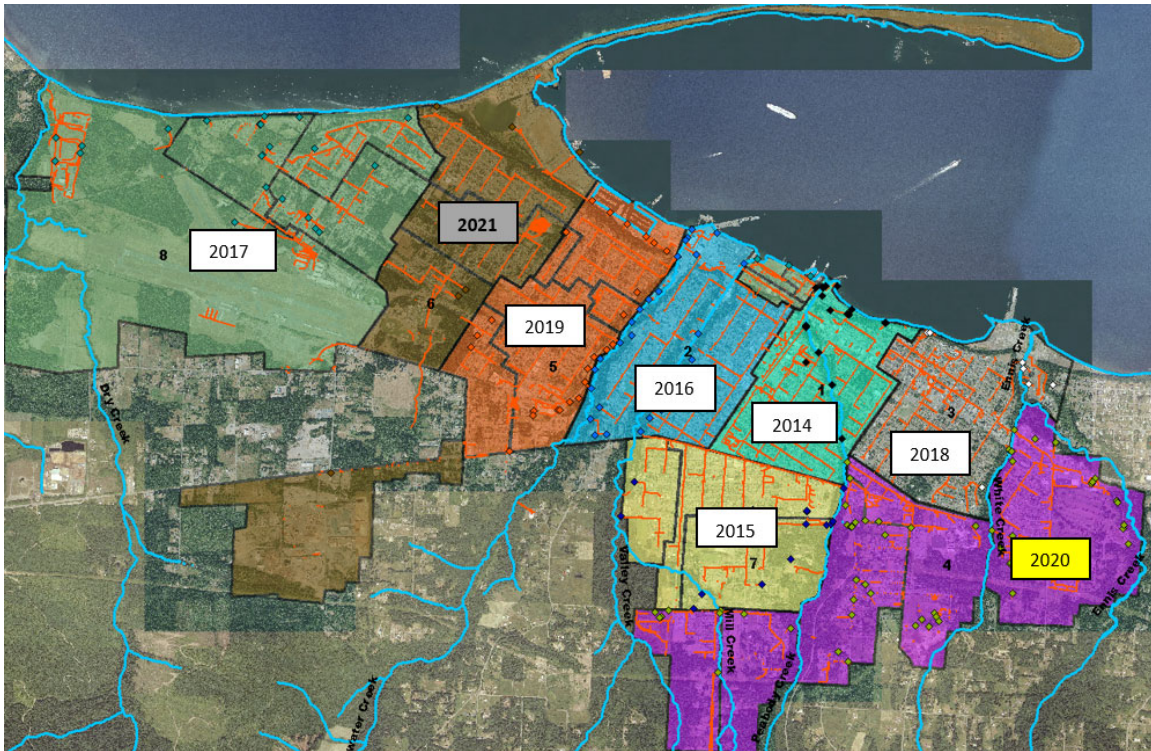 2021
2017
8
6
2019
5
2
2016
1
2014
3
2018
Ennis Creek
Dry Creek
White Creek
2015
7
4
2020
Valley Creek
Mill Creek
Peabody Creek
Ennis Creek
water Creek